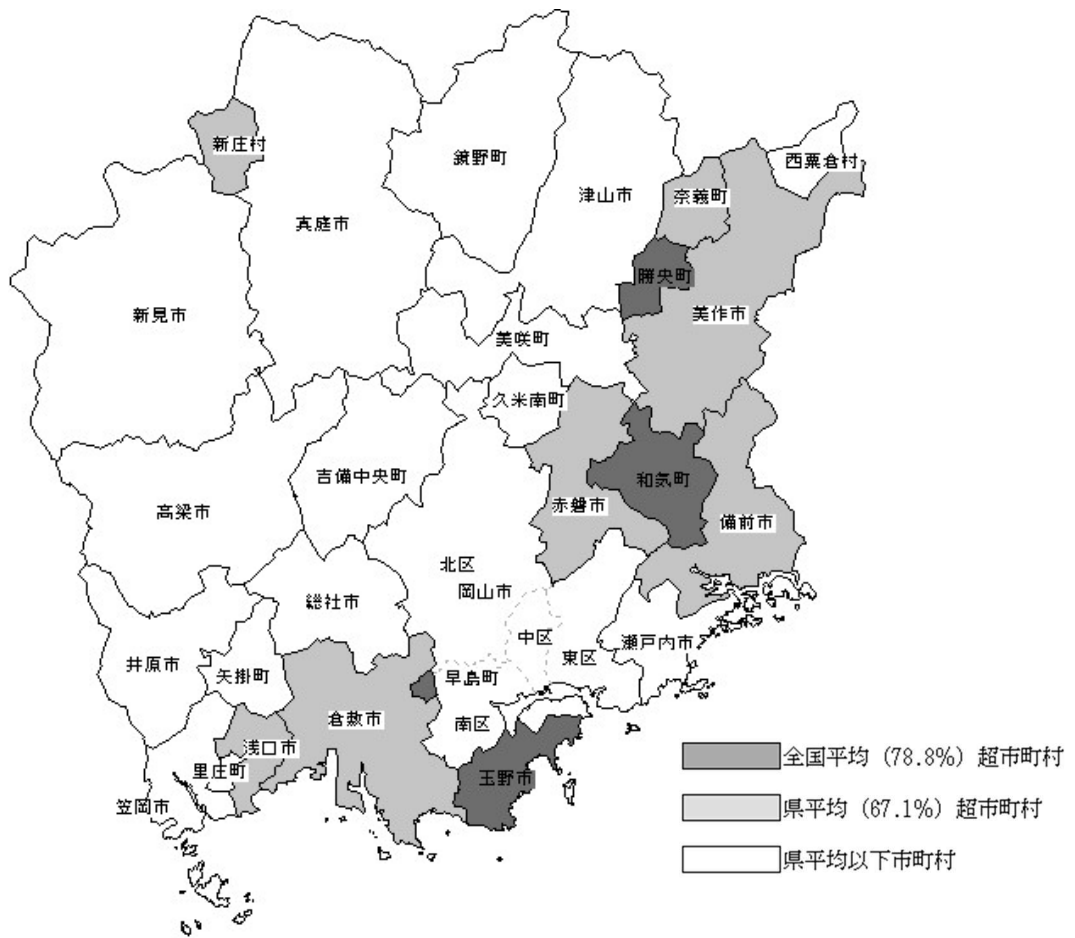 新庄村
鏡野町
西粟倉村
津山市
奈義町
真庭市
勝央町
新見市
美作市
美咲町
久米南町
吉備中央町
和気町
赤磐市
高梁市
備前市
北区
岡山市
総社市
中区
瀬戸内市
東区
井原市
矢掛町
早島町
倉敷市
南区
浅口市
里庄町
玉野市
笠岡市
全国平均（78.8%）超市町村
県平均（67.1%）超市町村
県平均以下市町村